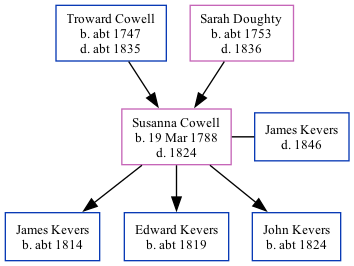 Troward Cowell
b. abt 1747
d. abt 1835
Sarah Doughty
b. abt 1753
d. 1836
Susanna Cowell
b. 19 Mar 1788
d. 1824
James Kevers
d. 1846
James Kevers
b. abt 1814
Edward Kevers
b. abt 1819
John Kevers
b. abt 1824